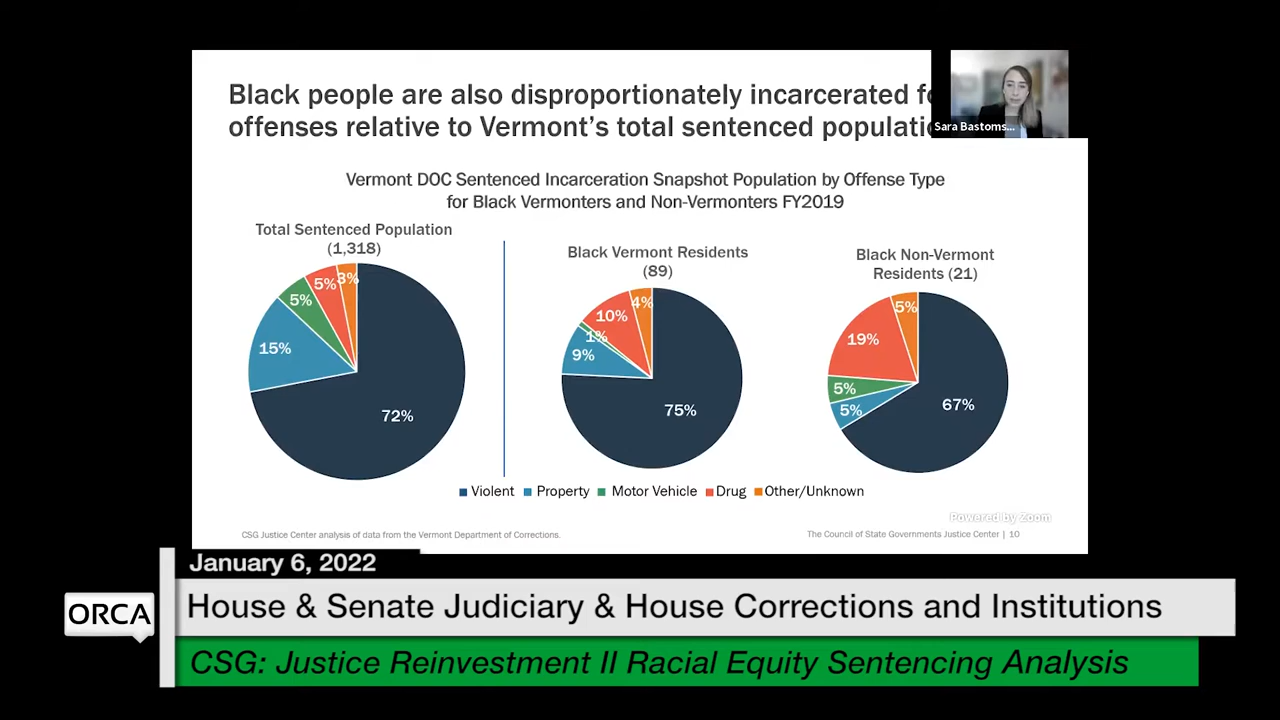 Black people are also disproportionately incarcerated
offenses relative to Vermont's total sentenced
Sara Bastoms...
Vermont DOC Sentenced Incarceration Snapshot Population by Offense Type
for Black Vermonters and Non-Vermonters FY2019
Total Sentenced Population
(1,318)
3%
5%
5%
15%
72%
Black Vermont Residents
(89)
4%
10%
1%
9%
75%
Black Non-Vermont
Residents (21)
5%
19%
5%
5%
67%
Violent Property Motor Vehicle Drug Other/Unknown
Powered by Zoom
CSG Justice Center analysis of data from the Vermont Department of Corrections.
The Council of State Governments Justice Center | 10
January 6, 2022
ORCA
House & Senate Judiciary & House Corrections and Institutions
CSG: Justice Reinvestment II Racial Equity Sentencing Analysis